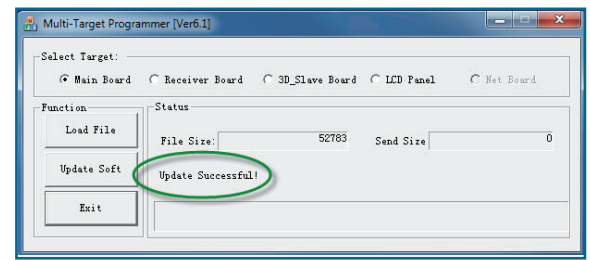 Multi-Target Programmer [Ver6.1]
Select Target:
Main Board Receiver Board 3D_Slave Board LCD Panel Net Board
Function
Status
Load File
File Size: 52783 Send Size 0
Update Soft
Update Successful!
Exit